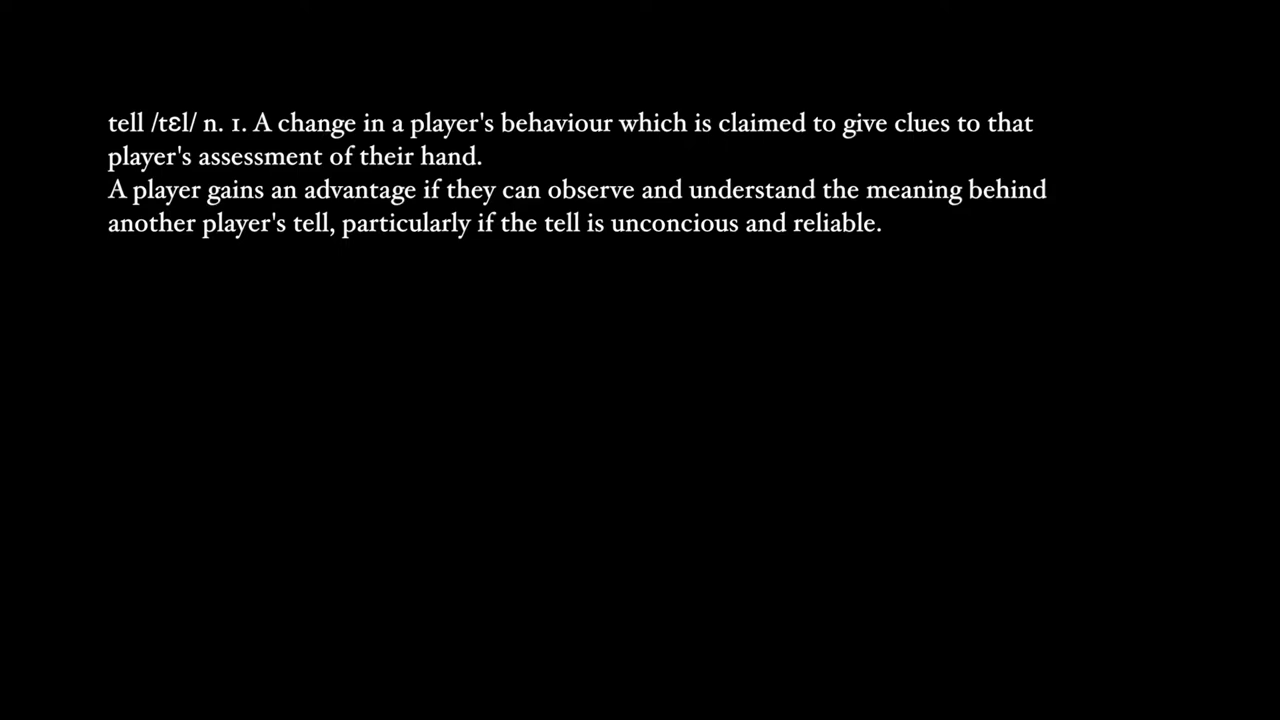 tell /tɛl/ n. 1. A change in a player's behaviour which is claimed to give clues to that
player's assessment of their hand.
A player gains an advantage if they can observe and understand the meaning behind
another player's tell, particularly if the tell is unconcious and reliable.